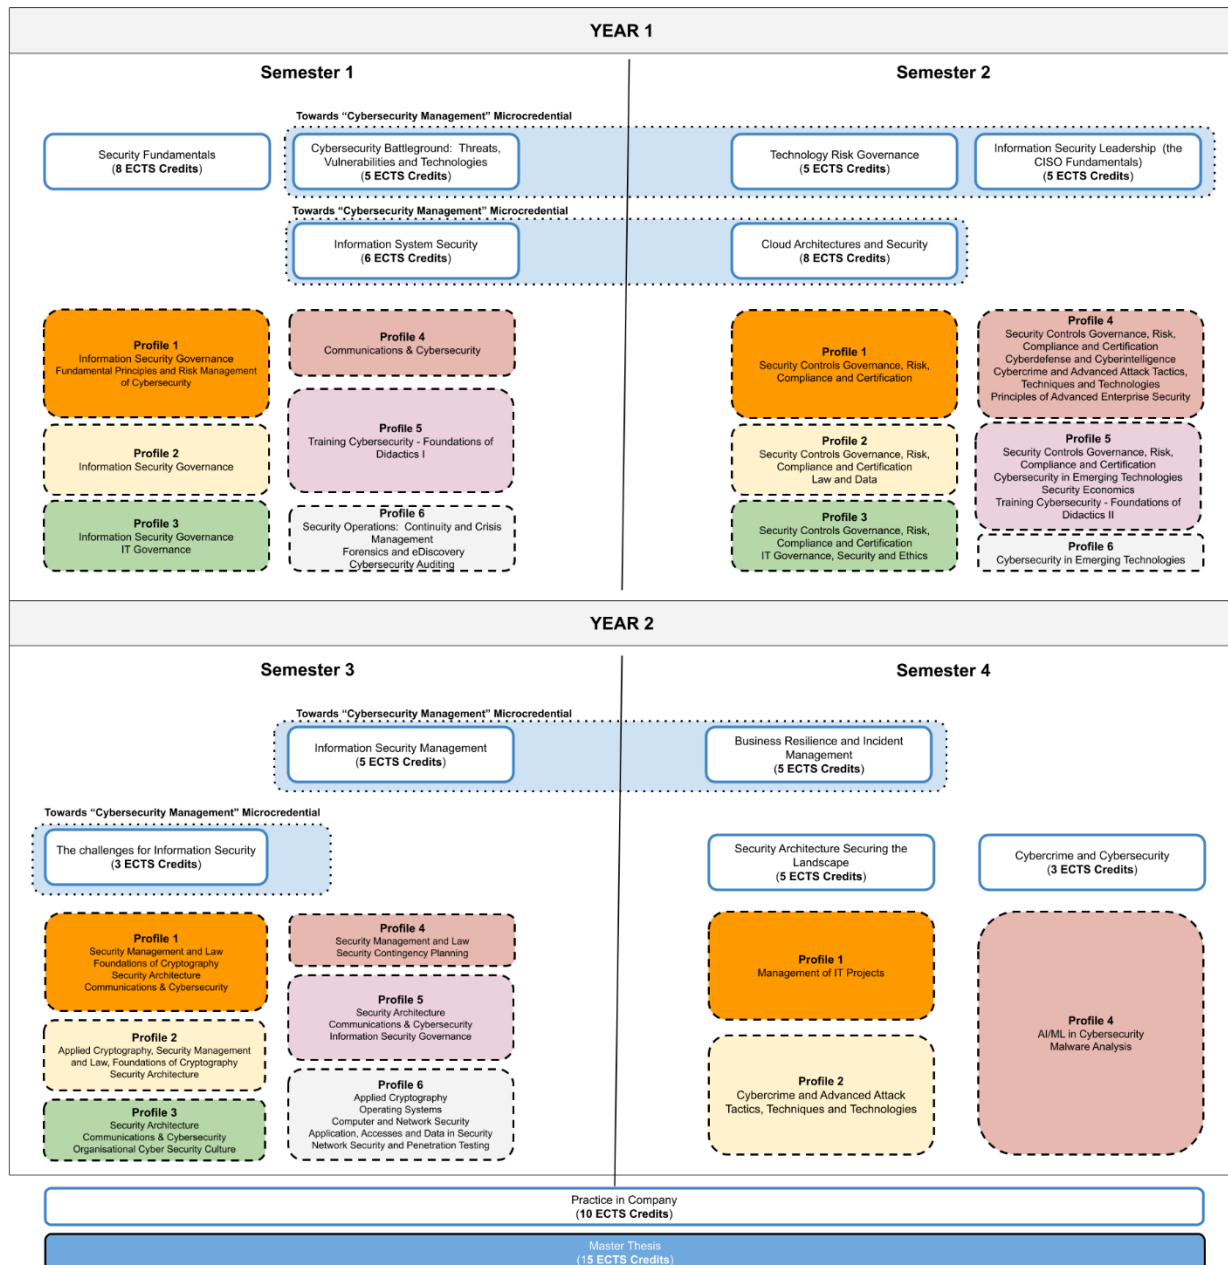 YEAR 1
Semester 1
Semester 2
Towards “Cybersecurity Management” Microcredential
Security Fundamentals
(8 ECTS Credits)
Cybersecurity Battleground: Threats,
Vulnerabilities and Technologies
(5 ECTS Credits)
Technology Risk Governance
(5 ECTS Credits)
Information Security Leadership (the
CISO Fundamentals)
(5 ECTS Credits)
Towards “Cybersecurity Management” Microcredential
Information System Security
(6 ECTS Credits)
Cloud Architectures and Security
(8 ECTS Credits)
Profile 1
Information Security Governance
Fundamental Principles and Risk Management
of Cybersecurity
Profile 2
Information Security Governance
Profile 3
Information Security Governance
IT Governance
Profile 4
Communications & Cybersecurity
Profile 5
Training Cybersecurity - Foundations of
Didactics I
Profile 6
Security Operations: Continuity and Crisis
Management
Forensics and eDiscovery
Cybersecurity Auditing
Profile 1
Security Controls Governance, Risk,
Compliance and Certification
Profile 2
Security Controls Governance, Risk,
Compliance and Certification
Law and Data
Profile 3
Security Controls Governance, Risk,
Compliance and Certification
IT Governance, Security and Ethics
Profile 4
Security Controls Governance, Risk,
Compliance and Certification
Cyberdefense and Cyberintelligence
Cybercrime and Advanced Attack Tactics,
Techniques and Technologies
Principles of Advanced Enterprise Security
Profile 5
Security Controls Governance, Risk,
Compliance and Certification
Cybersecurity in Emerging Technologies
Security Economics
Training Cybersecurity - Foundations of
Didactics II
Profile 6
Cybersecurity in Emerging Technologies
YEAR 2
Semester 3
Semester 4
Towards “Cybersecurity Management” Microcredential
Information Security Management
(5 ECTS Credits)
Business Resilience and Incident
Management
(5 ECTS Credits)
Towards “Cybersecurity Management” Microcredential
The challenges for Information Security
(3 ECTS Credits)
Security Architecture Securing the
Landscape
(5 ECTS Credits)
Cybercrime and Cybersecurity
(3 ECTS Credits)
Profile 1
Security Management and Law
Foundations of Cryptography
Security Architecture
Communications & Cybersecurity
Profile 2
Applied Cryptography, Security Management
and Law, Foundations of Cryptography
Security Architecture
Profile 3
Security Architecture
Communications & Cybersecurity
Organisational Cyber Security Culture
Profile 4
Security Management and Law
Security Contingency Planning
Profile 5
Security Architecture
Communications & Cybersecurity
Information Security Governance
Profile 6
Applied Cryptography
Operating Systems
Computer and Network Security
Application, Accesses and Data in Security
Network Security and Penetration Testing
Profile 1
Management of IT Projects
Profile 2
Cybercrime and Advanced Attack
Tactics, Techniques and Technologies
Profile 4
AI/ML in Cybersecurity
Malware Analysis
Practice in Company
(10 ECTS Credits)
Master Thesis
(15 ECTS Credits)